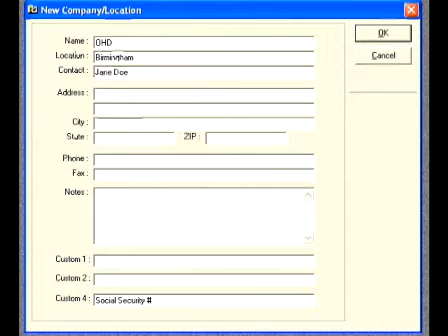 New Company/Location
Name : OHD
OK
Location : Birmingham
Cancel
Contact : Jane Doe
Address :
City :
State : ZIP :
Phone :
Fax :
Notes :
Custom 1 :
Custom 2 :
Custom 4 : Social Security #